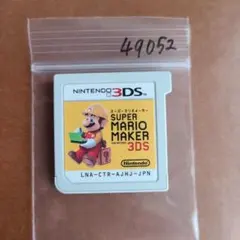 49052
NINTENDO 3DS
スーパーマリオメーカー
SUPER
MARIO
MAKER
3DS
Nintendo
LNA-CTR-AJHJ-JPN